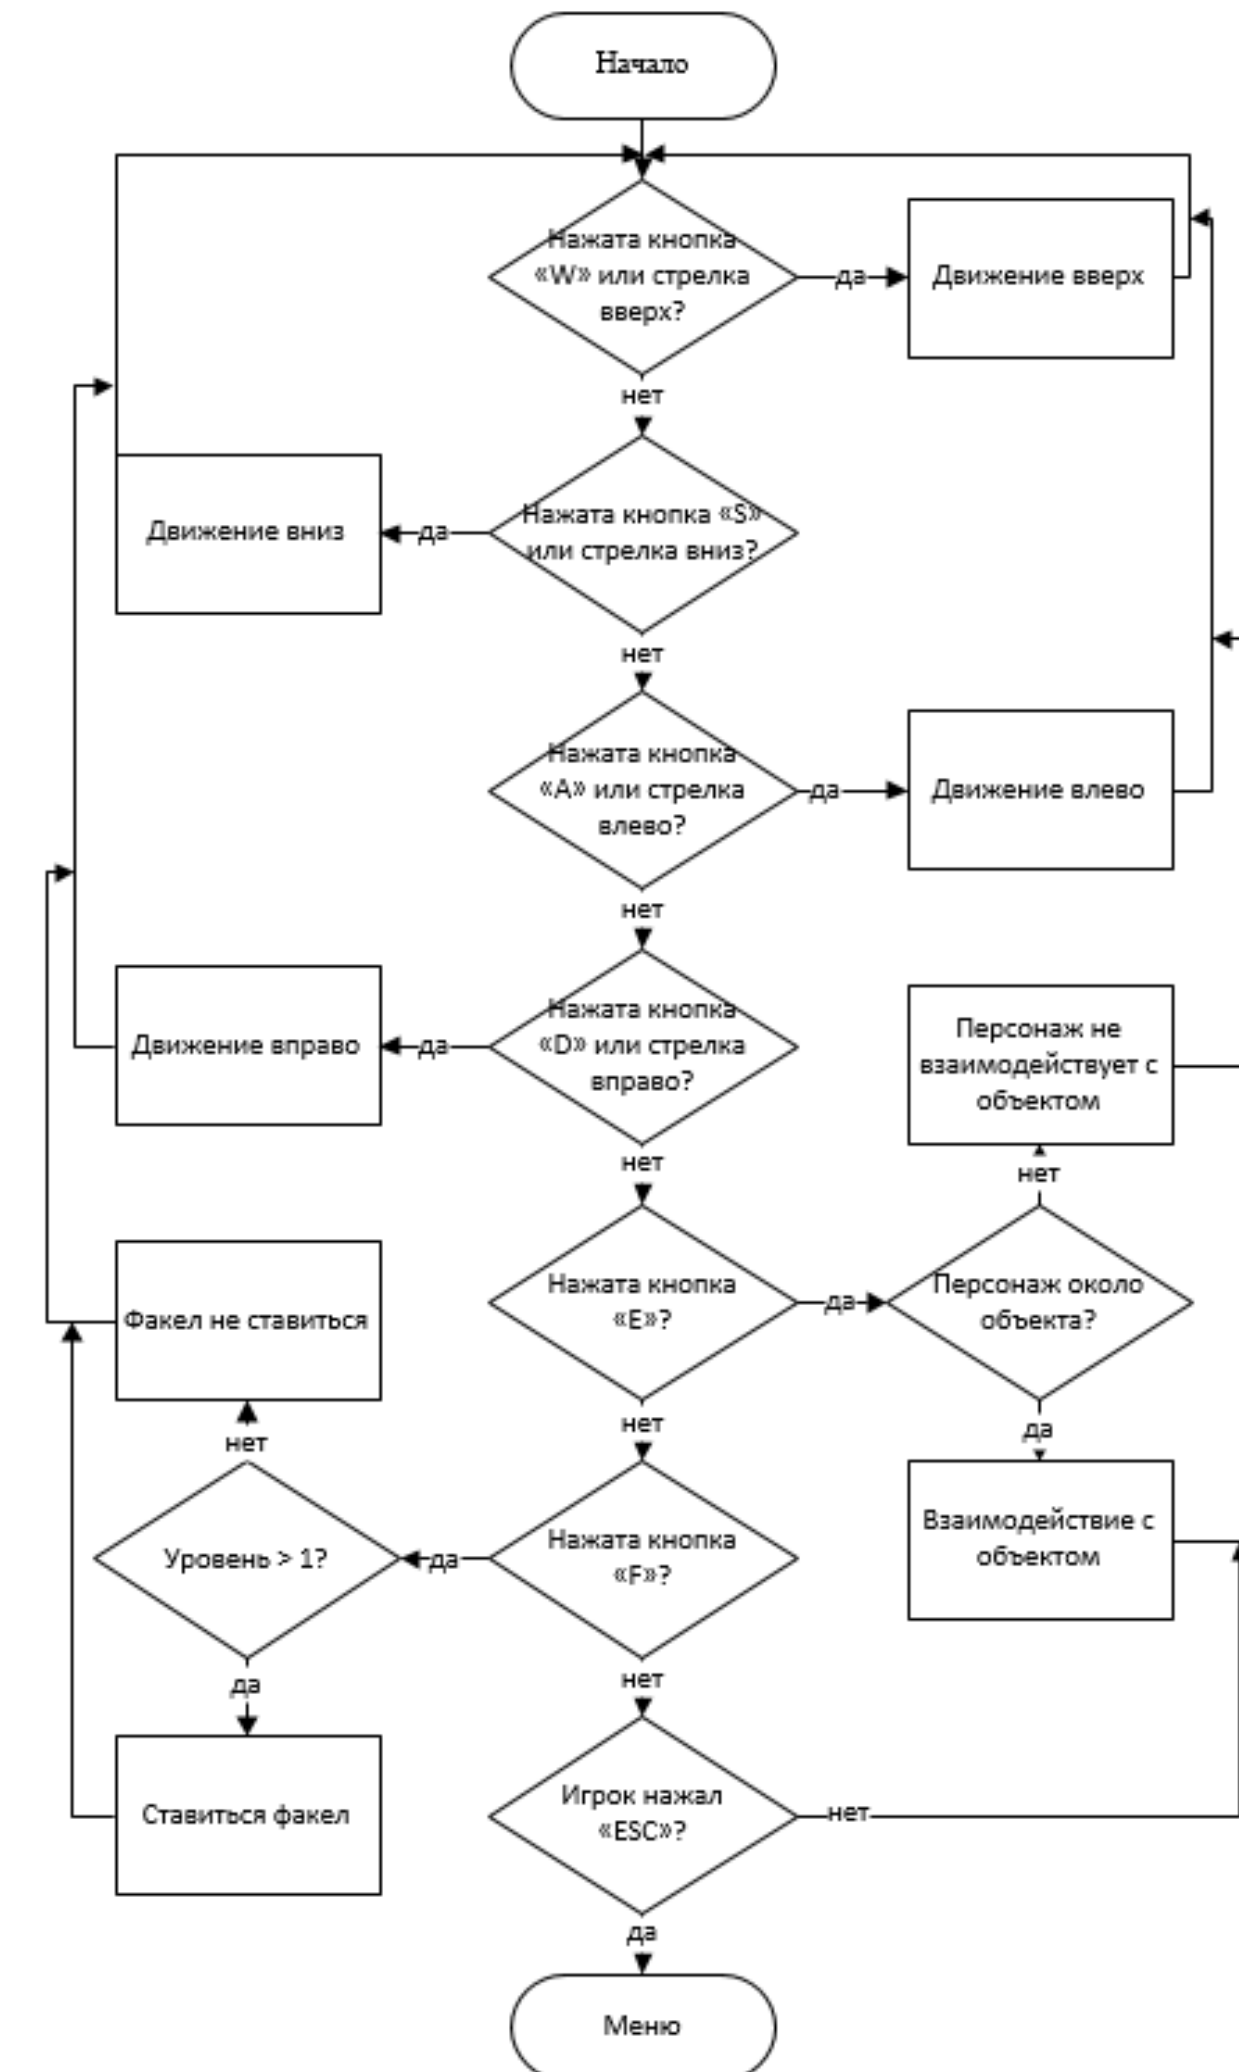 Начало
Нажата кнопка
«W» или стрелка
вверх?
да
Движение вверх
нет
Движение вниз
да
Нажата кнопка «S»
или стрелка вниз?
нет
Нажата кнопка
«A» или стрелка
влево?
да
Движение влево
нет
Движение вправо
да
Нажата кнопка
«D» или стрелка
вправо?
Персонаж не
взаимодействует с
объектом
нет
нет
Факел не ставиться
Нажата кнопка
«E»?
да
Персонаж около
объекта?
нет
нет
да
Уровень > 1?
да
Нажата кнопка
«F»?
Взаимодействие с
объектом
да
нет
Ставиться факел
Игрок нажал
«ESC»?
нет
да
Меню